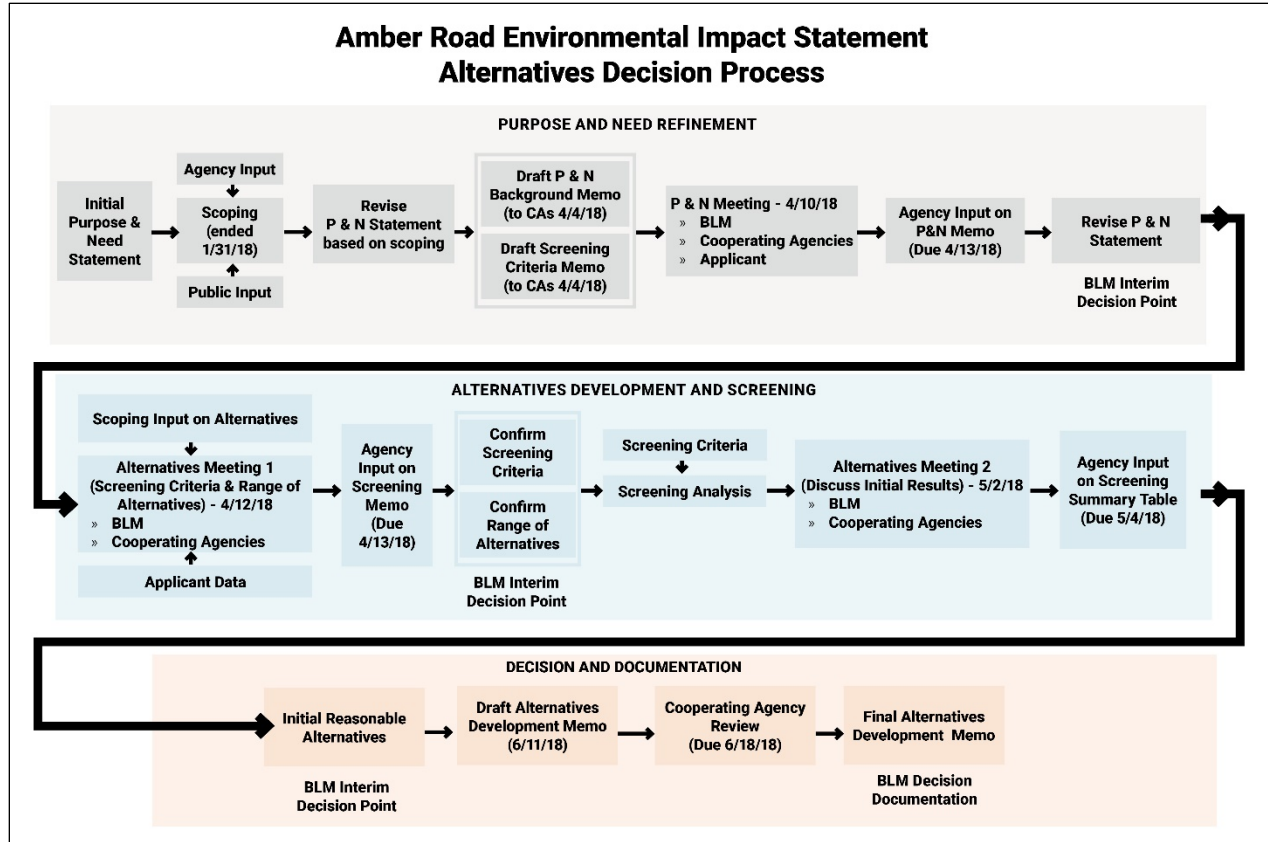 Amber Road Environmental Impact Statement
Alternatives Decision Process
PURPOSE AND NEED REFINEMENT
Initial
Purpose &
Need
Statement
Agency Input
Scoping
(ended
1/31/18)
Public Input
Revise
P & N Statement
based on scoping
Draft P & N
Background Memo
(to CAs 4/4/18)
Draft Screening
Criteria Memo
(to CAs 4/4/18)
P & N Meeting - 4/10/18
» BLM
» Cooperating Agencies
» Applicant
Agency Input on
P&N Memo
(Due 4/13/18)
Revise P & N
Statement
BLM Interim
Decision Point
ALTERNATIVES DEVELOPMENT AND SCREENING
Scoping Input on Alternatives
Alternatives Meeting 1
(Screening Criteria & Range of
Alternatives) - 4/12/18
» BLM
» Cooperating Agencies
Applicant Data
Agency
Input on
Screening
Memo
(Due
4/13/18)
Confirm
Screening
Criteria
Confirm
Range of
Alternatives
BLM Interim
Decision Point
Screening Criteria
Screening Analysis
Alternatives Meeting 2
(Discuss Initial Results) - 5/2/18
» BLM
» Cooperating Agencies
Agency Input
on Screening
Summary Table
(Due 5/4/18)
DECISION AND DOCUMENTATION
Initial Reasonable
Alternatives
BLM Interim
Decision Point
Draft Alternatives
Development Memo
(6/11/18)
Cooperating Agency
Review
(Due 6/18/18)
Final Alternatives
Development Memo
BLM Decision
Documentation